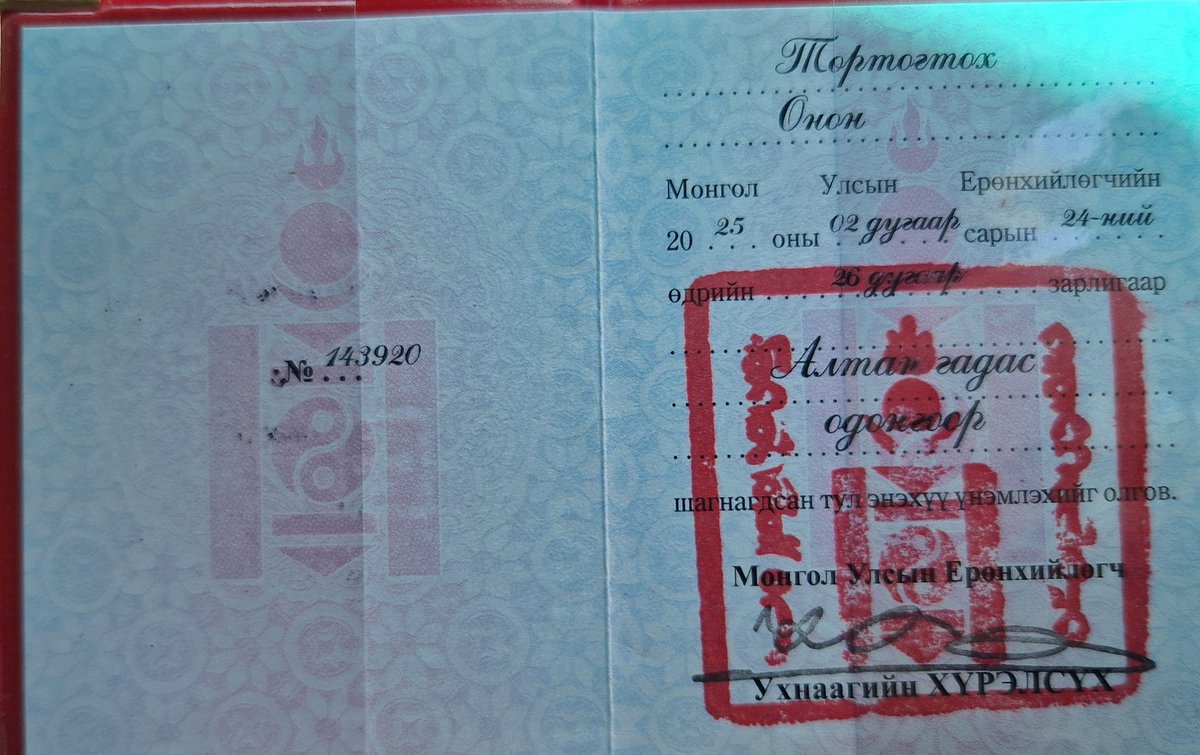 № 143920
Тортогтох
Онон
Монгол Улсын Ерөнхийлөгчийн
20 25 оны 02 дугаар сарын 24-ний
өдрийн 26 дугаар зарлигаар
Алтан гадас
одонгоор
шагнагдсан тул энэхүү үнэмлэхийг олгов.
Монгол Улсын Ерөнхийлөгч
Ухнаагийн ХҮРЭЛСҮХ